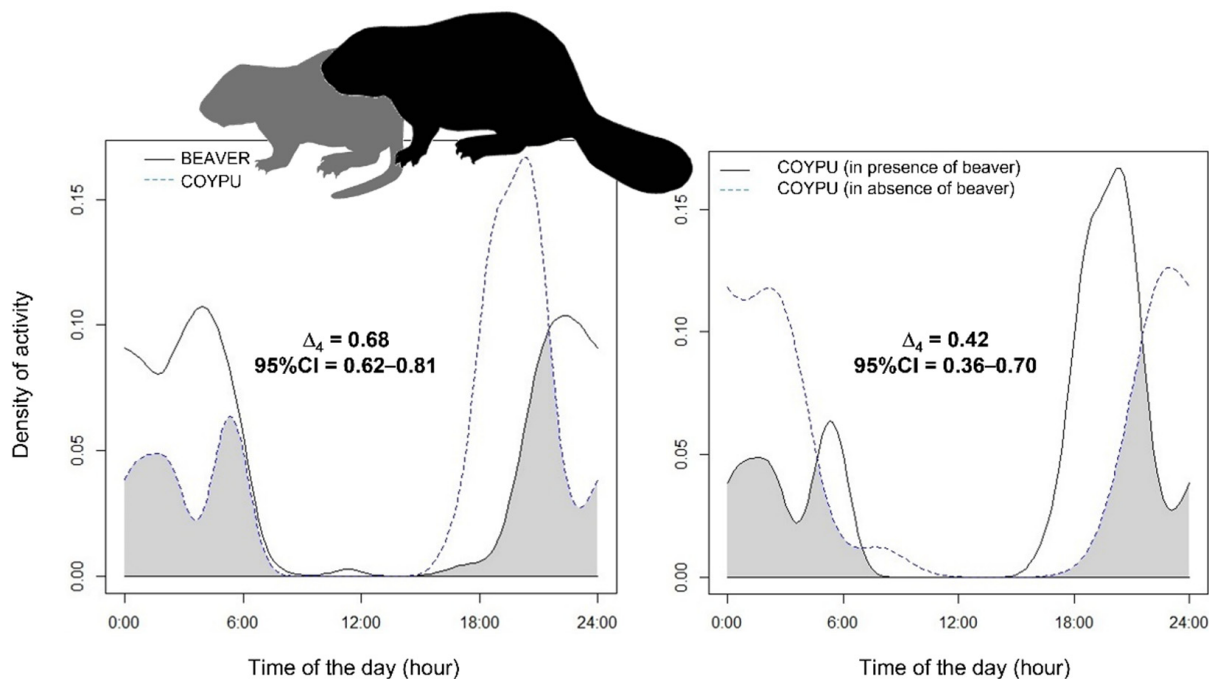 BEAVER
COYPU
Density of activity
0.15
0.10
0.05
0.00
Δ4 = 0.68
95%CI = 0.62–0.81
0:00 6:00 12:00 18:00 24:00
Time of the day (hour)
COYPU (in presence of beaver)
COYPU (in absence of beaver)
0.15
0.10
0.05
0.00
Δ4 = 0.42
95%CI = 0.36–0.70
0:00 6:00 12:00 18:00 24:00
Time of the day (hour)